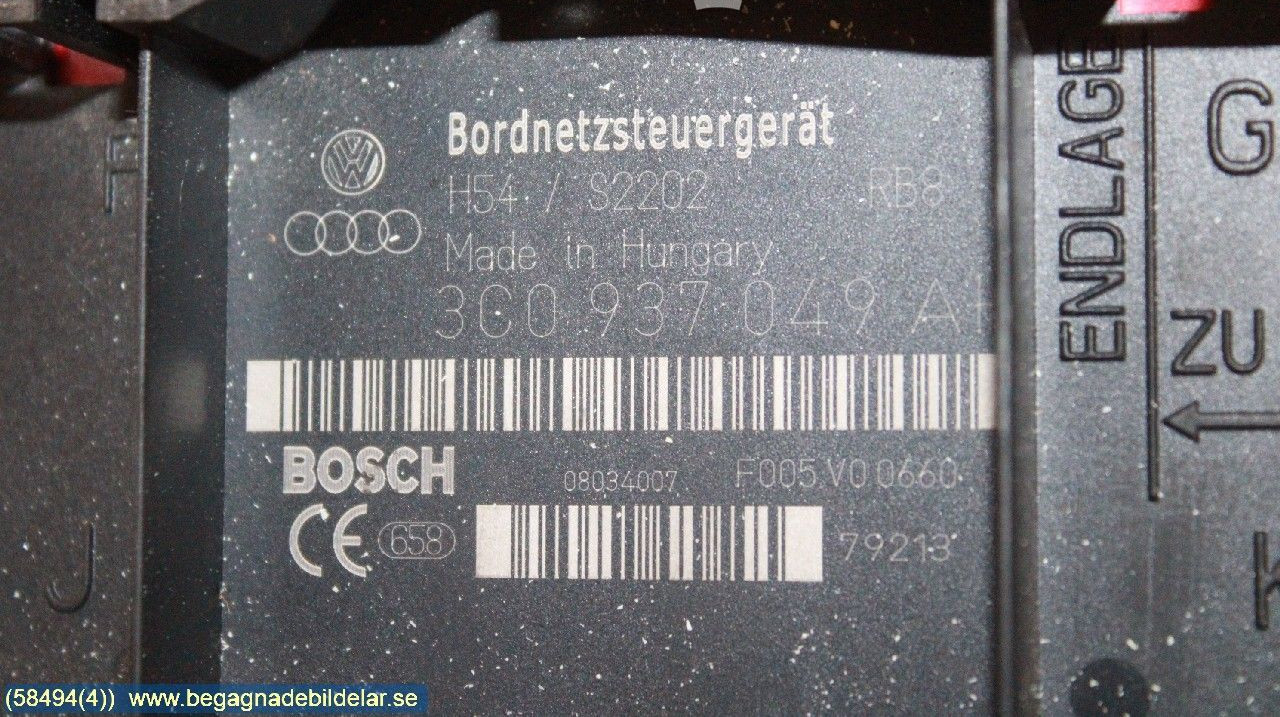 Bordnetzsteuergerät
H54 / S2202 RB8
Made in Hungary
3C0 937 049
BOSCH
08034007 F005 V0 0660
CE 658 79213
ENDLAGE
G
ZU
J
K
(58494(4)) www.begagnadebildelar.se